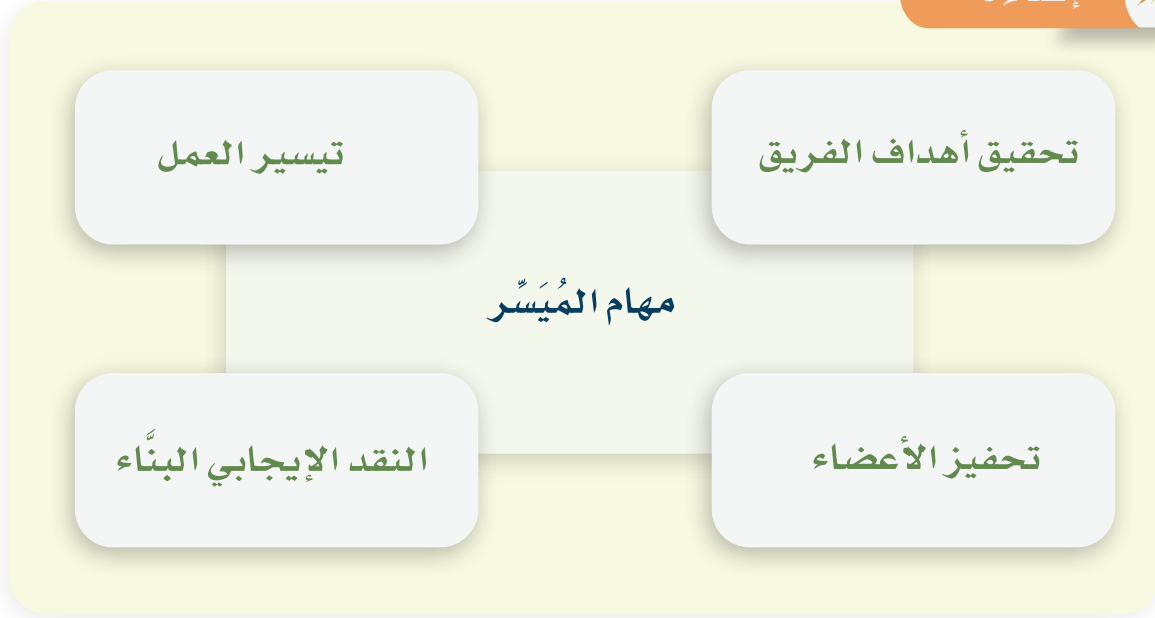 تحقيق أهداف الفريق
تيسير العمل
مهام المُيَسِّر
تحفيز الأعضاء
النقد الإيجابي البنَّاء